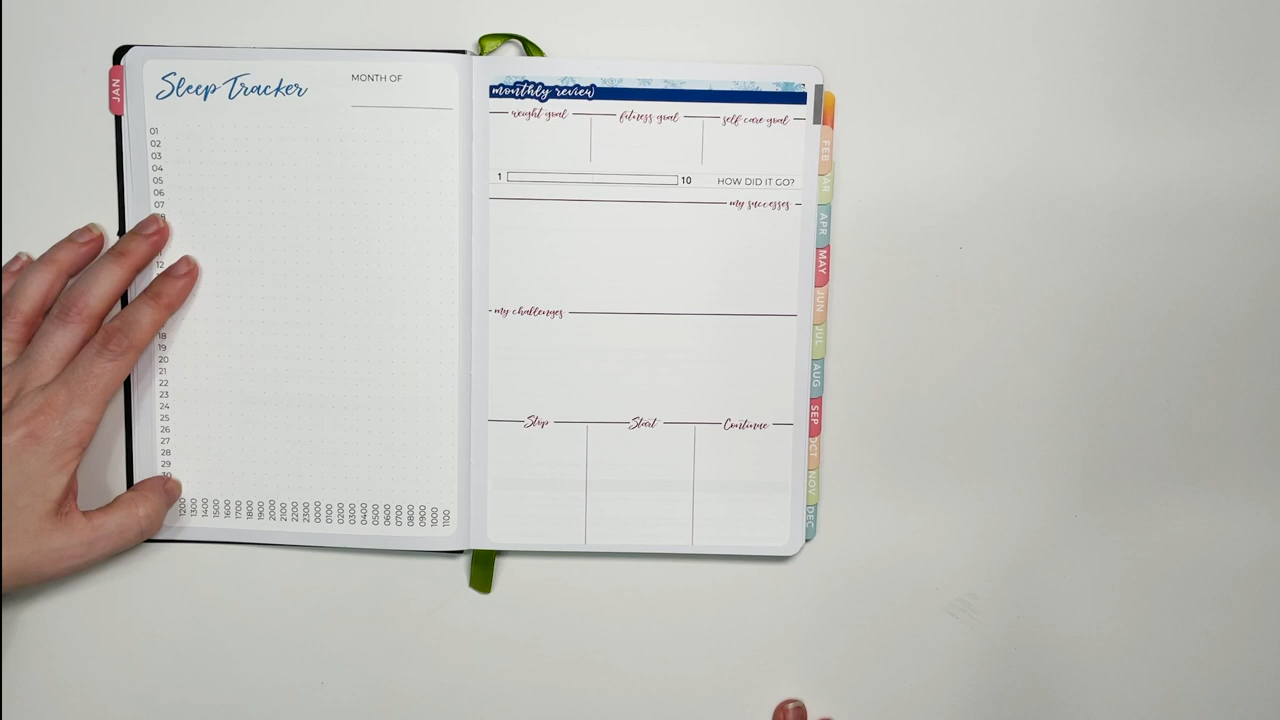 JAN
Sleep Tracker
MONTH OF
01
02
03
04
05
06
07
12
18
19
20
21
22
23
24
25
26
27
28
29
30
1200 1300 1400 1500 1600 1700 1800 1900 2000 2100 2200 2300 0000 0100 0200 0300 0400 0500 0600 0700 0800 0900 1000 1100
monthly review
weight goal fitness goal self care goal
1 10 HOW DID IT GO?
my successes
my challenges
Stop Start Continue
FEB
AR
APR
MAY
JUN
JUL
AUG
SEP
OCT
NOV
DEC